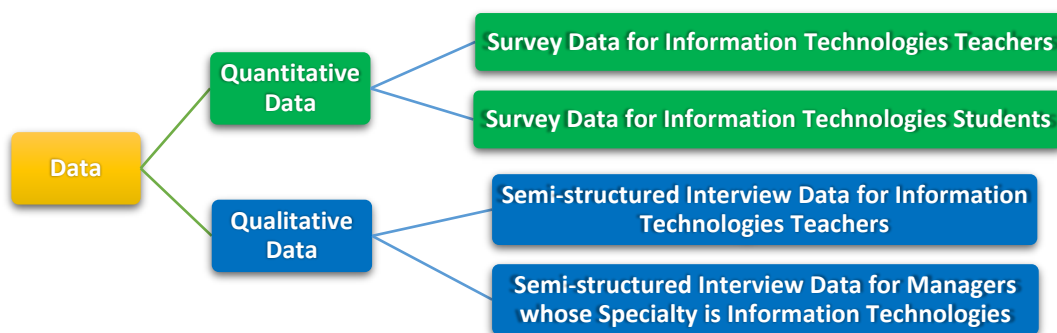 Data
Quantitative
Data
Survey Data for Information Technologies Teachers
Survey Data for Information Technologies Students
Qualitative
Data
Semi-structured Interview Data for Information
Technologies Teachers
Semi-structured Interview Data for Managers
whose Specialty is Information Technologies